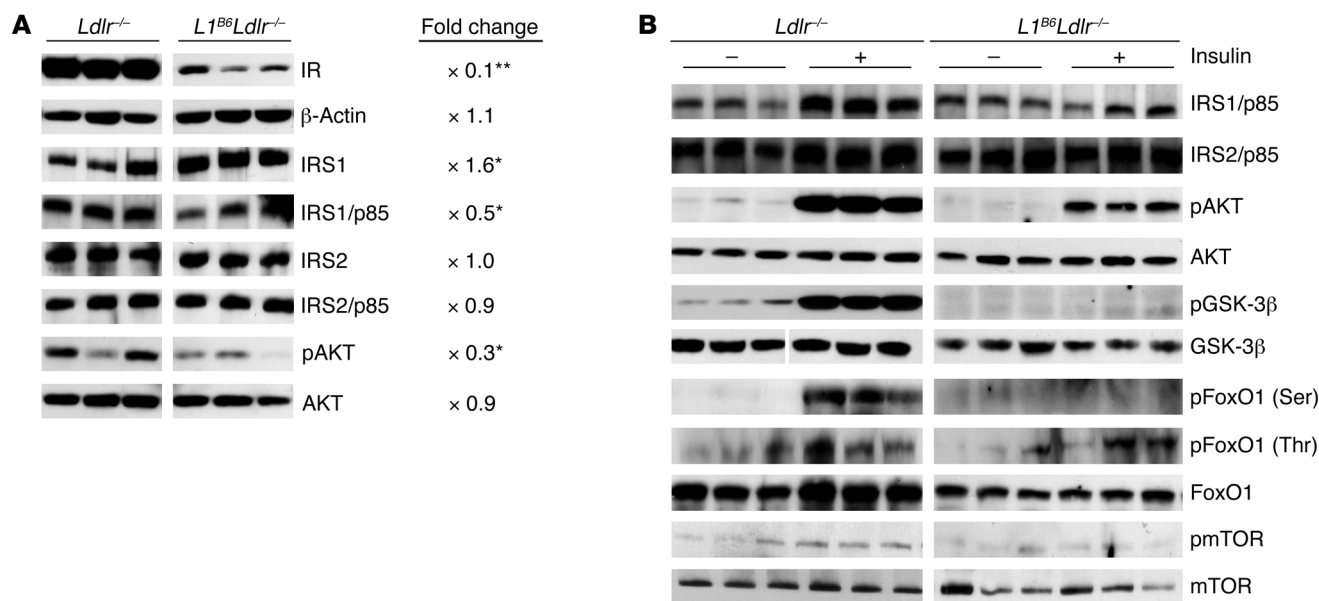 A
Ldlr–/–
L1B6Ldlr–/–
Fold change
IR
× 0.1**
β-Actin
× 1.1
IRS1
× 1.6*
IRS1/p85
× 0.5*
IRS2
× 1.0
IRS2/p85
× 0.9
pAKT
× 0.3*
AKT
× 0.9
B
Ldlr–/–
L1B6Ldlr–/–
– + – + Insulin
IRS1/p85
IRS2/p85
pAKT
AKT
pGSK-3β
GSK-3β
pFoxO1 (Ser)
pFoxO1 (Thr)
FoxO1
pmTOR
mTOR